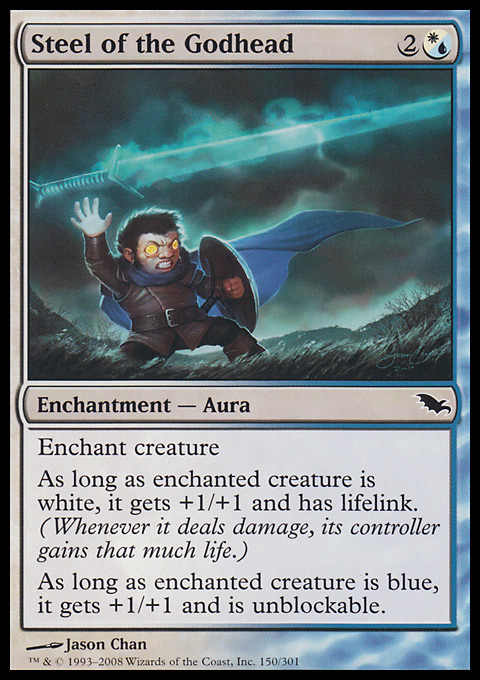 Steel of the Godhead 2
Enchantment — Aura
Enchant creature
As long as enchanted creature is
white, it gets +1/+1 and has lifelink.
(Whenever it deals damage, its controller
gains that much life.)
As long as enchanted creature is blue,
it gets +1/+1 and is unblockable.
Jason Chan
™ & © 1993–2008 Wizards of the Coast, Inc. 150/301